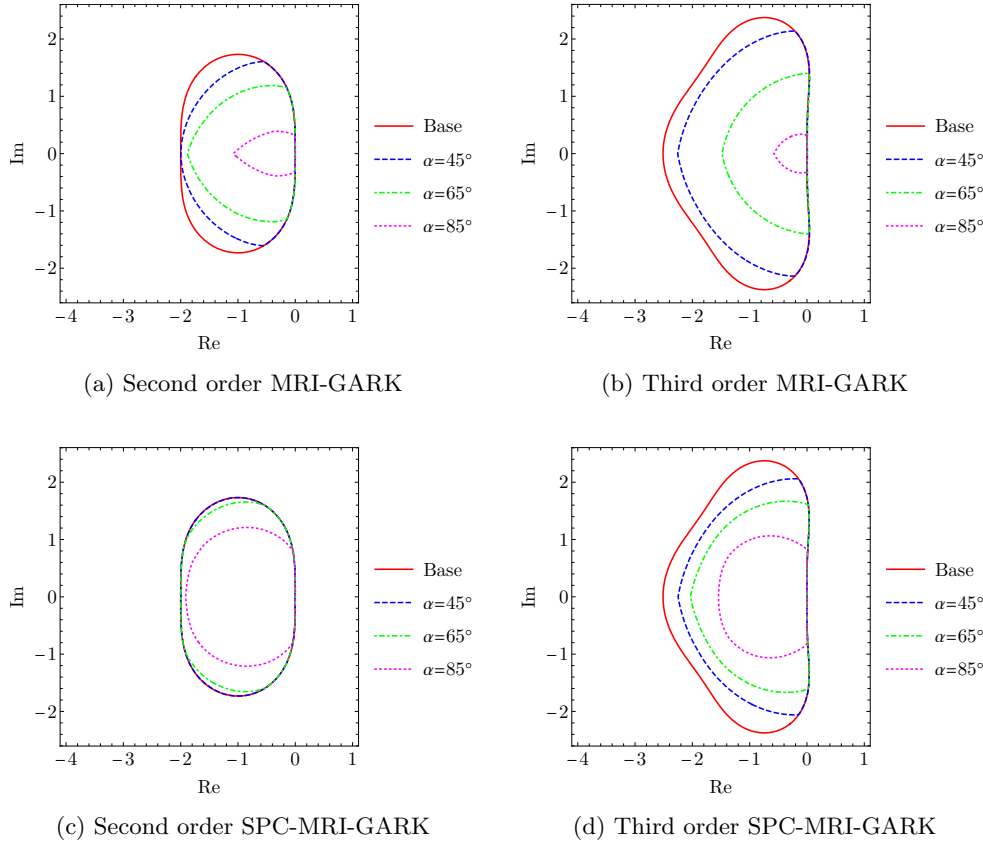 2
1
0
−1
−2
Im
−4 −3 −2 −1 0 1
Re
Base
α=45°
α=65°
α=85°
(a) Second order MRI-GARK
2
1
0
−1
−2
Im
−4 −3 −2 −1 0 1
Re
Base
α=45°
α=65°
α=85°
(b) Third order MRI-GARK
2
1
0
−1
−2
Im
−4 −3 −2 −1 0 1
Re
Base
α=45°
α=65°
α=85°
(c) Second order SPC-MRI-GARK
2
1
0
−1
−2
Im
−4 −3 −2 −1 0 1
Re
Base
α=45°
α=65°
α=85°
(d) Third order SPC-MRI-GARK